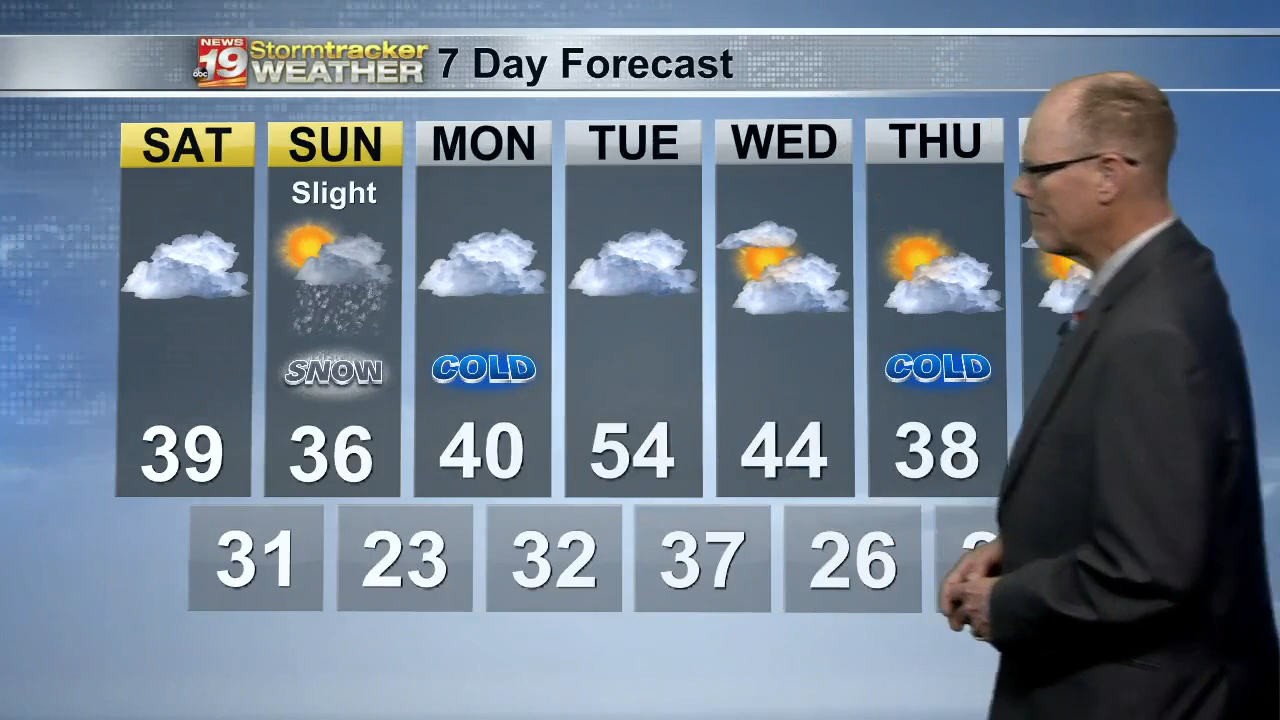 NEWS
abc 19
Stormtracker
WEATHER
7 Day Forecast
SAT SUN MON TUE WED THU
Slight
SNOW COLD COLD
39 36 40 54 44 38
31 23 32 37 26